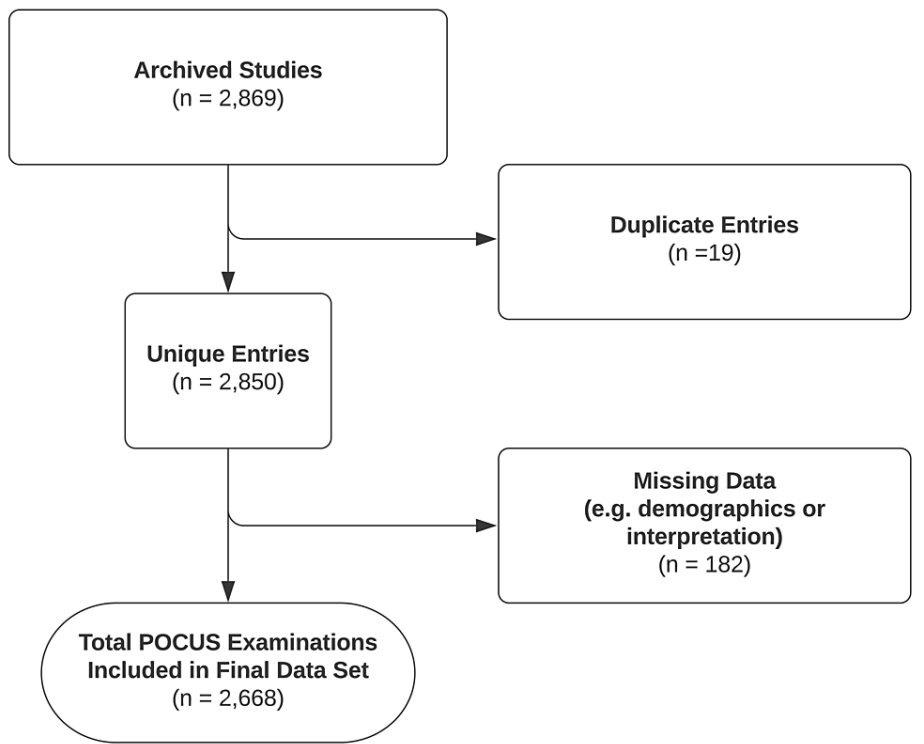 Archived Studies
(n = 2,869)
Duplicate Entries
(n =19)
Unique Entries
(n = 2,850)
Missing Data
(e.g. demographics or
interpretation)
(n = 182)
Total POCUS Examinations
Included in Final Data Set
(n = 2,668)